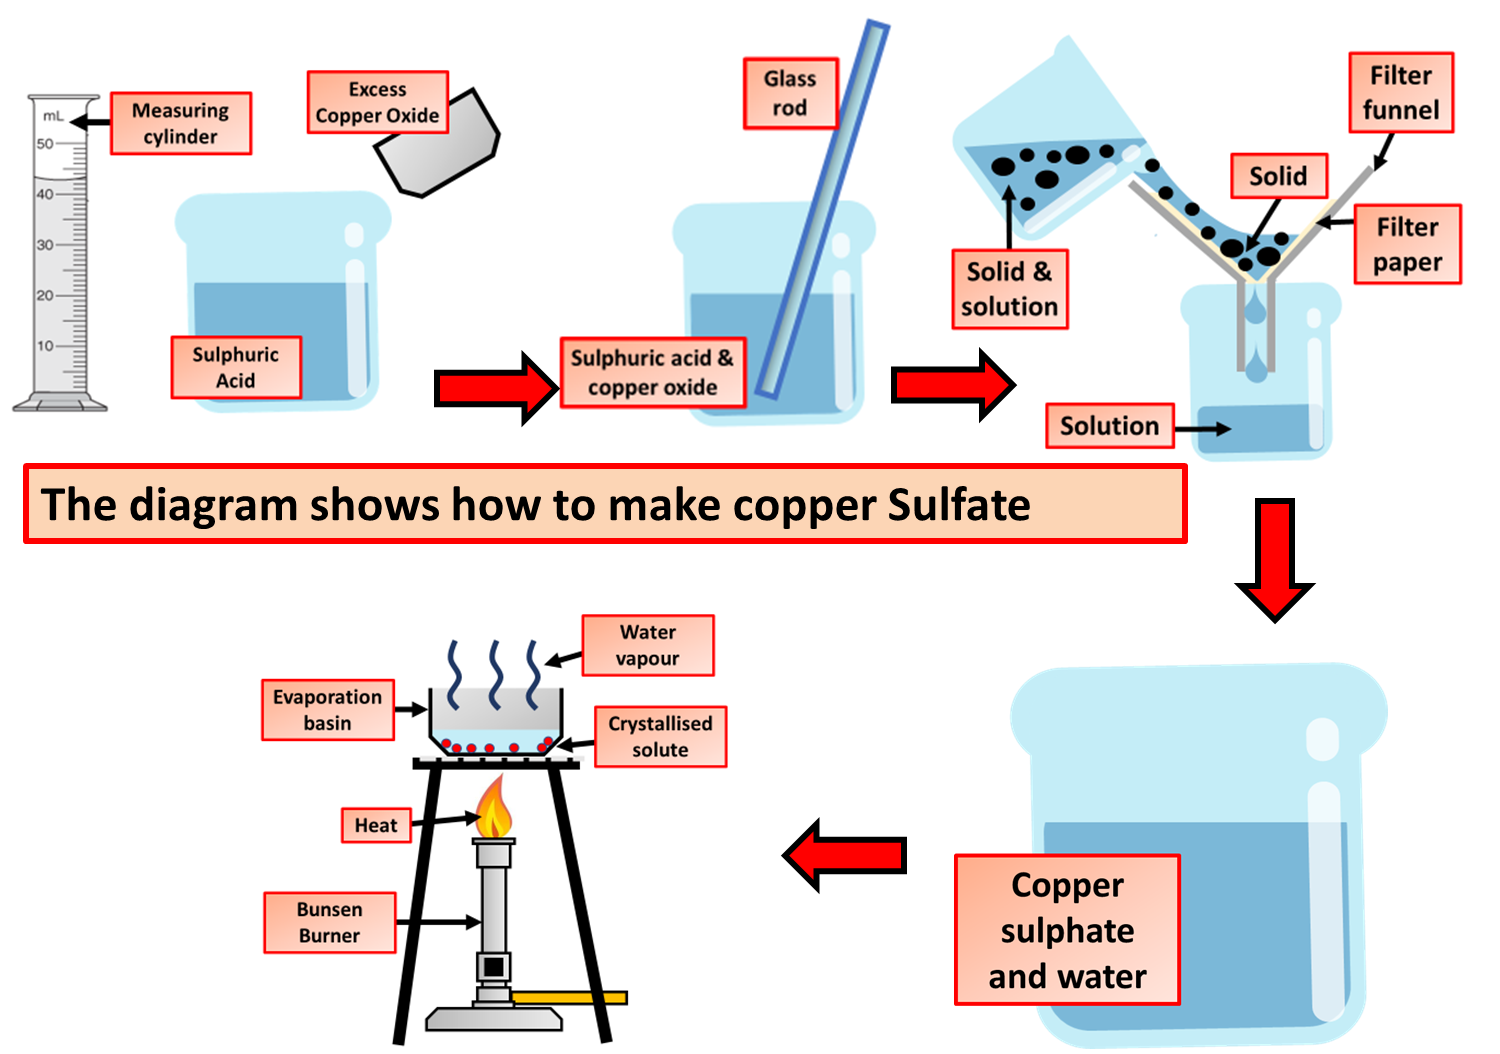 mL
50
40
30
20
10
Measuring
cylinder
Excess
Copper Oxide
Sulphuric
Acid
Glass
rod
Sulphuric acid &
copper oxide
Solid &
solution
Solid
Filter
funnel
Filter
paper
Solution
The diagram shows how to make copper Sulfate
Copper
sulphate
and water
Water
vapour
Evaporation
basin
Crystallised
solute
Heat
Bunsen
Burner